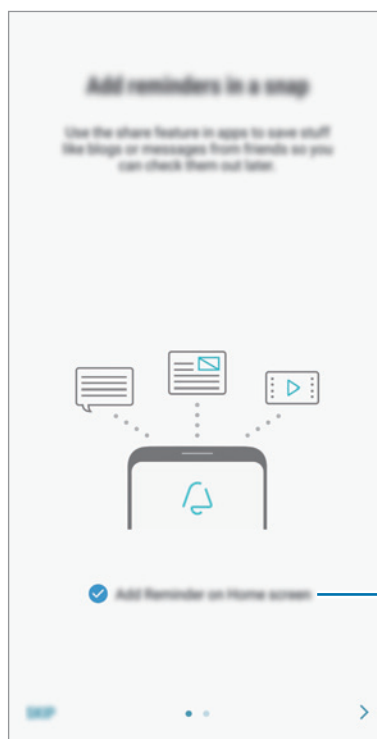 Add reminders in a snap
Use the share feature in apps to save stuff
like blogs or messages from friends so you
can check them out later.
Add Reminder on Home screen
SKIP